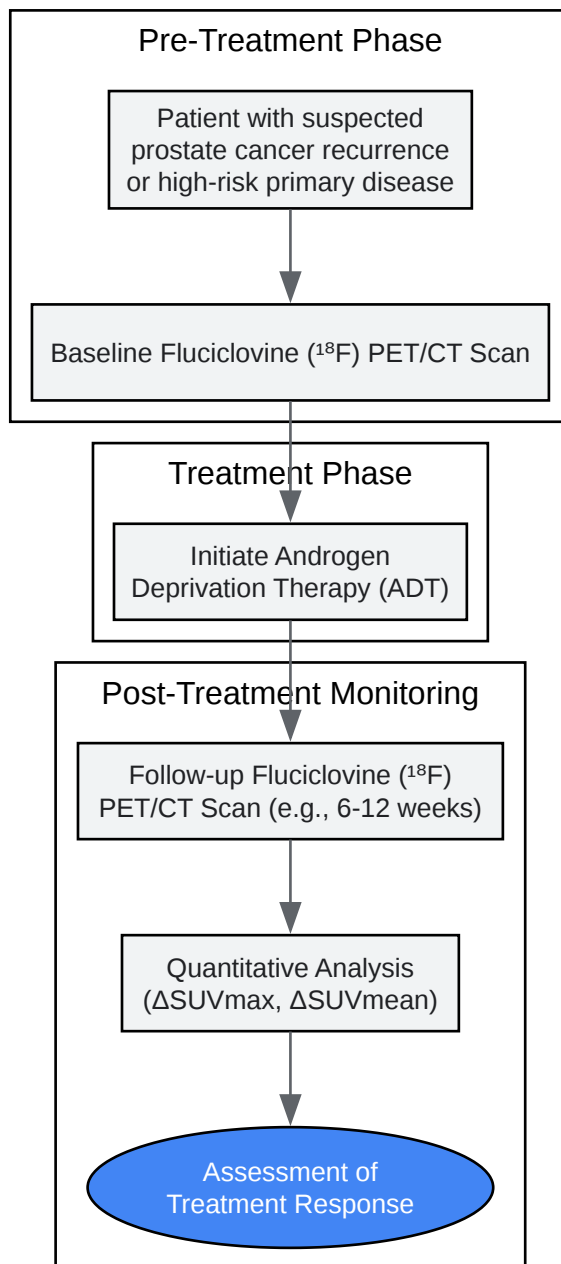 Pre-Treatment Phase
Patient with suspected
prostate cancer recurrence
or high-risk primary disease
Baseline Fluciclovine (¹⁸F) PET/CT Scan
Treatment Phase
Initiate Androgen
Deprivation Therapy (ADT)
Post-Treatment Monitoring
Follow-up Fluciclovine (¹⁸F)
PET/CT Scan (e.g., 6-12 weeks)
Quantitative Analysis
(ΔSUVmax, ΔSUVmean)
Assessment of
Treatment Response